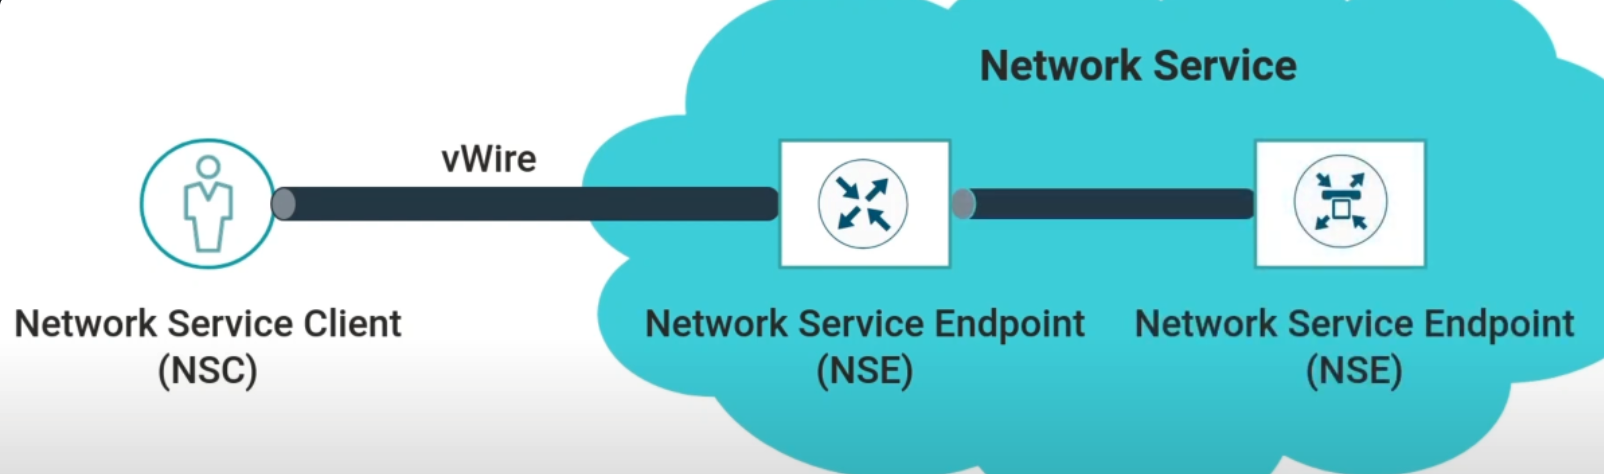 Network Service
vWire
Network Service Client
(NSC)
Network Service Endpoint
(NSE)
Network Service Endpoint
(NSE)